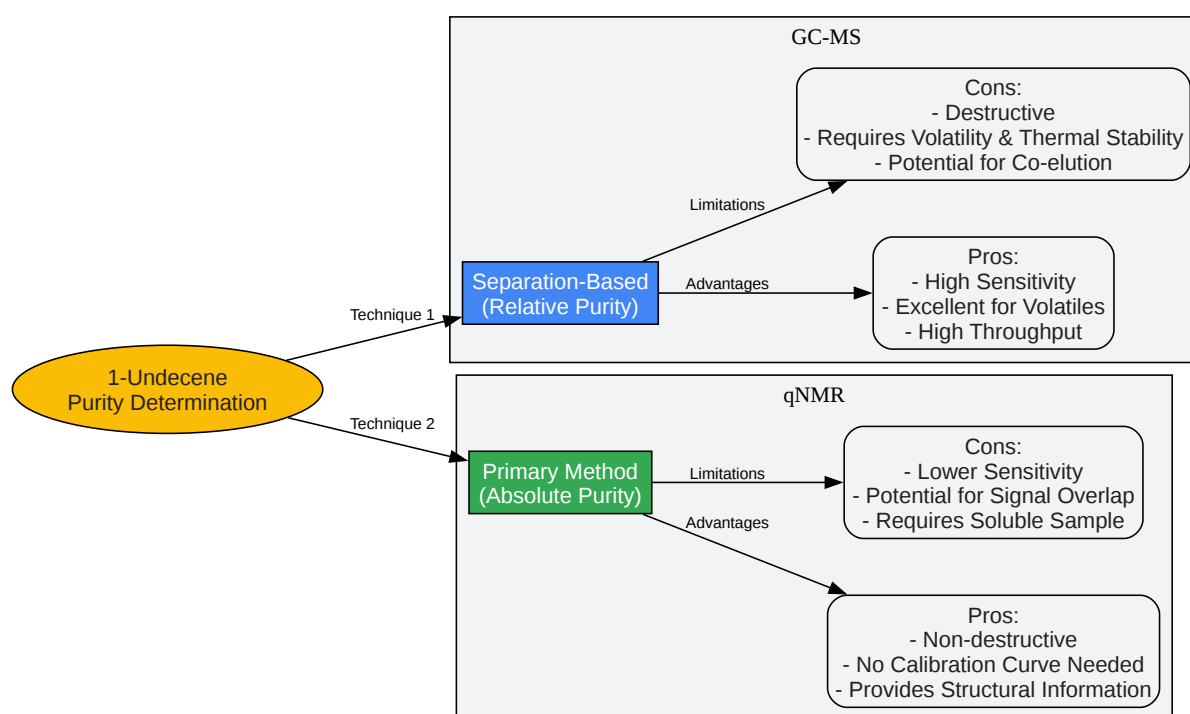 GC-MS
Cons:
- Destructive
- Requires Volatility & Thermal Stability
- Potential for Co-elution
Limitations
Separation-Based
(Relative Purity)
Advantages
Pros:
- High Sensitivity
- Excellent for Volatiles
- High Throughput
Technique 1
1-Undecene
Purity Determination
Technique 2
qNMR
Primary Method
(Absolute Purity)
Limitations
Cons:
- Lower Sensitivity
- Potential for Signal Overlap
- Requires Soluble Sample
Advantages
Pros:
- Non-destructive
- No Calibration Curve Needed
- Provides Structural Information